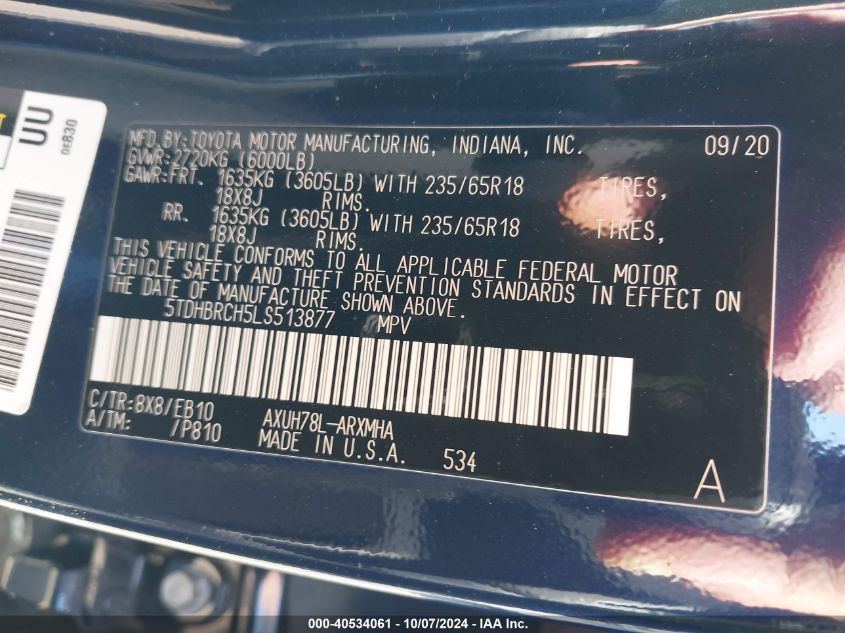 UU
05830
MFD.BY:TOYOTA MOTOR MANUFACTURING, INDIANA, INC. 09/20
GVWR:2720KG (6000LB)
GAWR:FRT. 1635KG (3605LB) WITH 235/65R18 TIRES,
18X8J RIMS.
RR. 1635KG (3605LB) WITH 235/65R18 TIRES,
18X8J RIMS.
THIS VEHICLE CONFORMS TO ALL APPLICABLE FEDERAL MOTOR
VEHICLE SAFETY AND THEFT PREVENTION STANDARDS IN EFFECT ON
THE DATE OF MANUFACTURE SHOWN ABOVE.
5TDHBRCH5LS513877 MPV
C/TR:8X8/EB10 AXUH78L-ARXMHA
A/TM: /P810 MADE IN U.S.A. 534
A
000-40534061 - 10/07/2024 - IAA Inc.